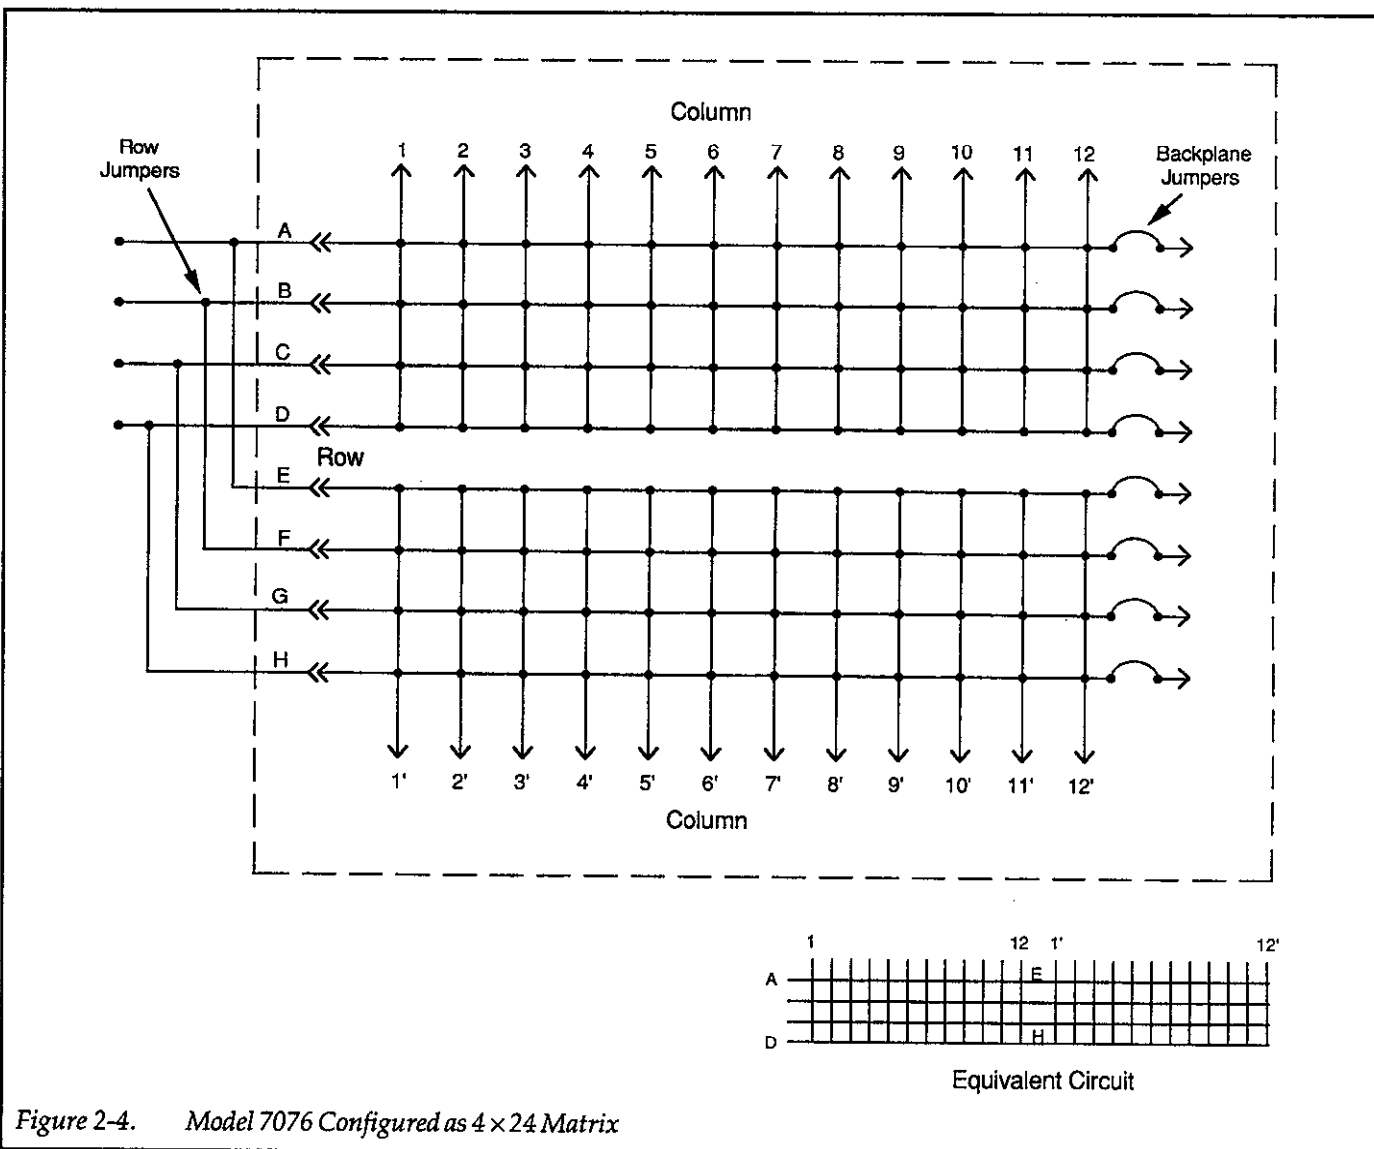 Column
Row
Jumpers
1 2 3 4 5 6 7 8 9 10 11 12
Backplane
Jumpers
A
B
C
D
Row
E
F
G
H
1' 2' 3' 4' 5' 6' 7' 8' 9' 10' 11' 12'
Column
1 12 1' 12'
A E
D H
Equivalent Circuit
Figure 2-4. Model 7076 Configured as 4 × 24 Matrix